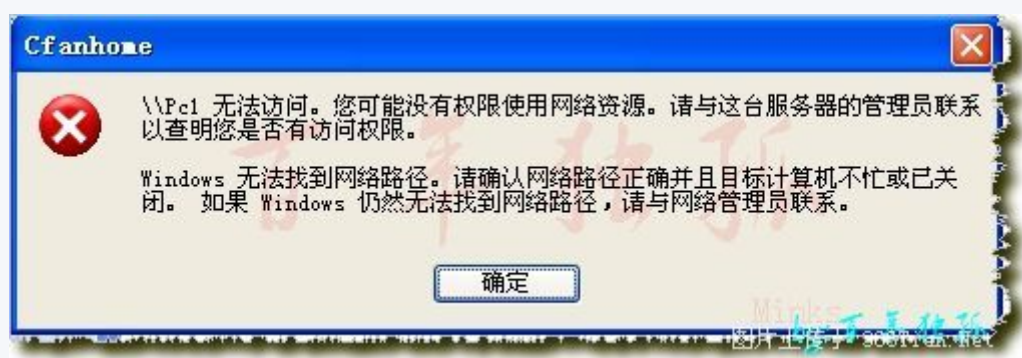 Cfanhome
\\Pc1 无法访问。您可能没有权限使用网络资源。请与这台服务器的管理员联系
以查明您是否有访问权限。
Windows 无法找到网络路径。请确认网络路径正确并且目标计算机不忙或已关
闭。 如果 Windows 仍然无法找到网络路径，请与网络管理员联系。
百年独孤
确定